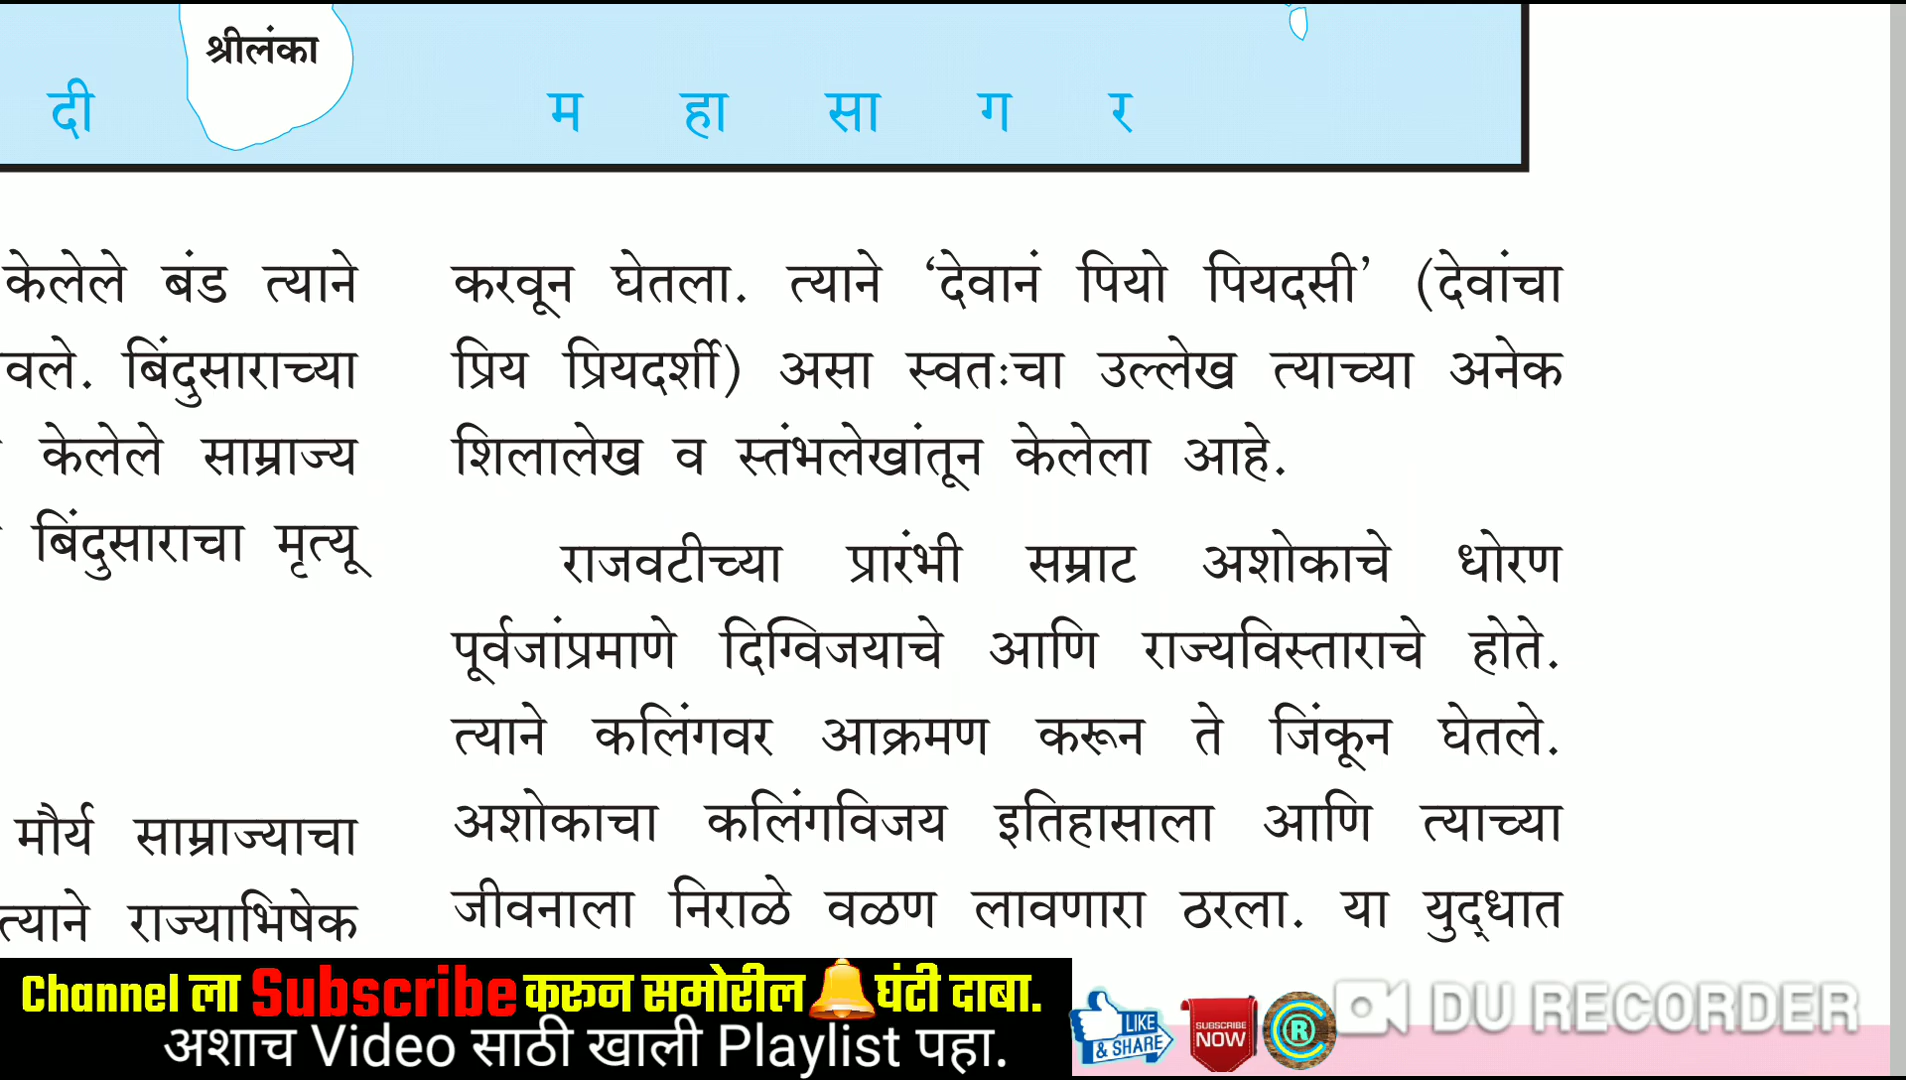 श्रीलंका
दी म हा सा ग र
केलेले बंड त्याने
वले. बिंदुसाराच्या
केलेले साम्राज्य
बिंदुसाराचा मृत्यू
मौर्य साम्राज्याचा
त्याने राज्याभिषेक
करवून घेतला. त्याने ‘देवानं पियो पियदसी’ (देवांचा
प्रिय प्रियदर्शी) असा स्वतःचा उल्लेख त्याच्या अनेक
शिलालेख व स्तंभलेखांतून केलेला आहे.
राजवटीच्या प्रारंभी सम्राट अशोकाचे धोरण
पूर्वजांप्रमाणे दिग्विजयाचे आणि राज्यविस्ताराचे होते.
त्याने कलिंगवर आक्रमण करून ते जिंकून घेतले.
अशोकाचा कलिंगविजय इतिहासाला आणि त्याच्या
जीवनाला निराळे वळण लावणारा ठरला. या युद्धात
Channel ला Subscribe करून समोरील घंटी दाबा.
अशाच Video साठी खाली Playlist पहा.
LIKE
& SHARE
SUBSCRIBE
NOW
R
DU RECORDER